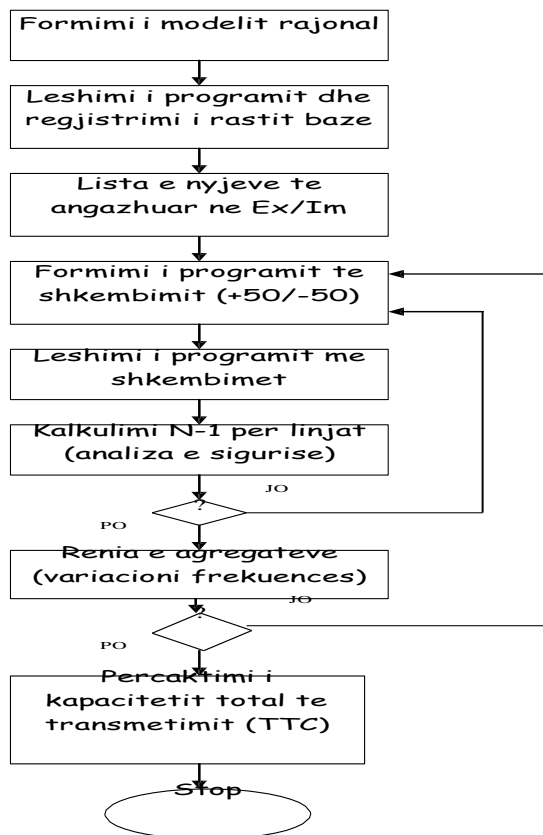 Formimi i modelit rajonal
Leshimi i programit dhe
regjistrimi i rastit baze
Lista e nyjeve te
angazhuar ne Ex/Im
Formimi i programit te
shkembimit (+50/-50)
Leshimi i programit me
shkembimet
Kalkulimi N-1 per linjat
(analiza e sigurise)
JO
?
PO
Renia e agregateve
(variacioni frekuences)
JO
?
PO
Percaktimi i
kapacitetit total te
transmetimit (TTC)
Stop